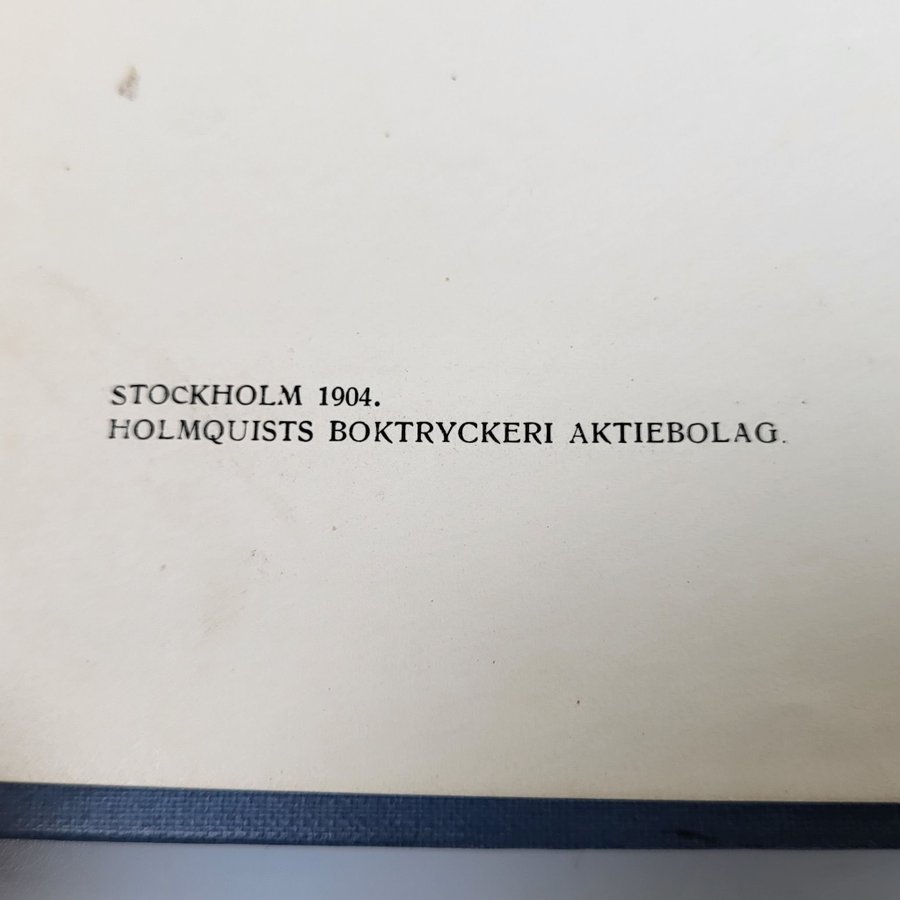 STOCKHOLM 1904.
HOLMQUISTS BOKTRYCKERI AKTIEBOLAG.